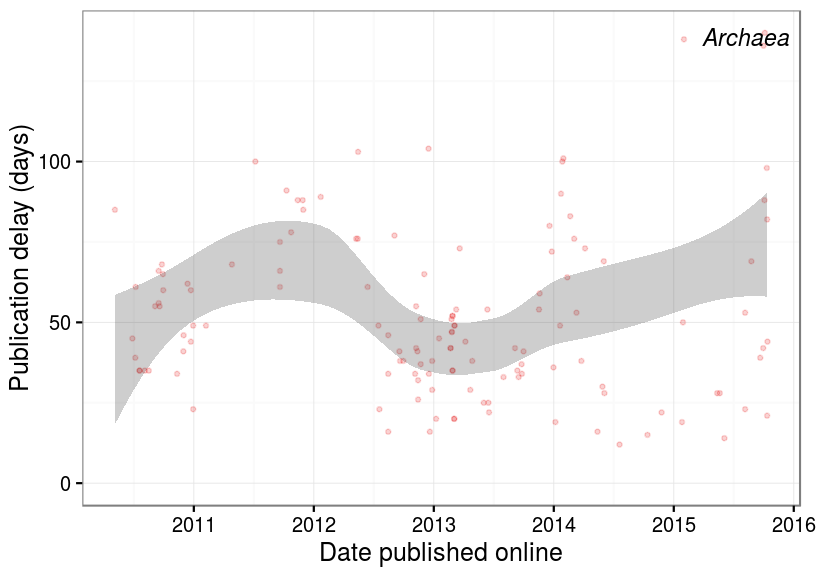 Archaea
Publication delay (days)
100
50
0
2011 2012 2013 2014 2015 2016
Date published online